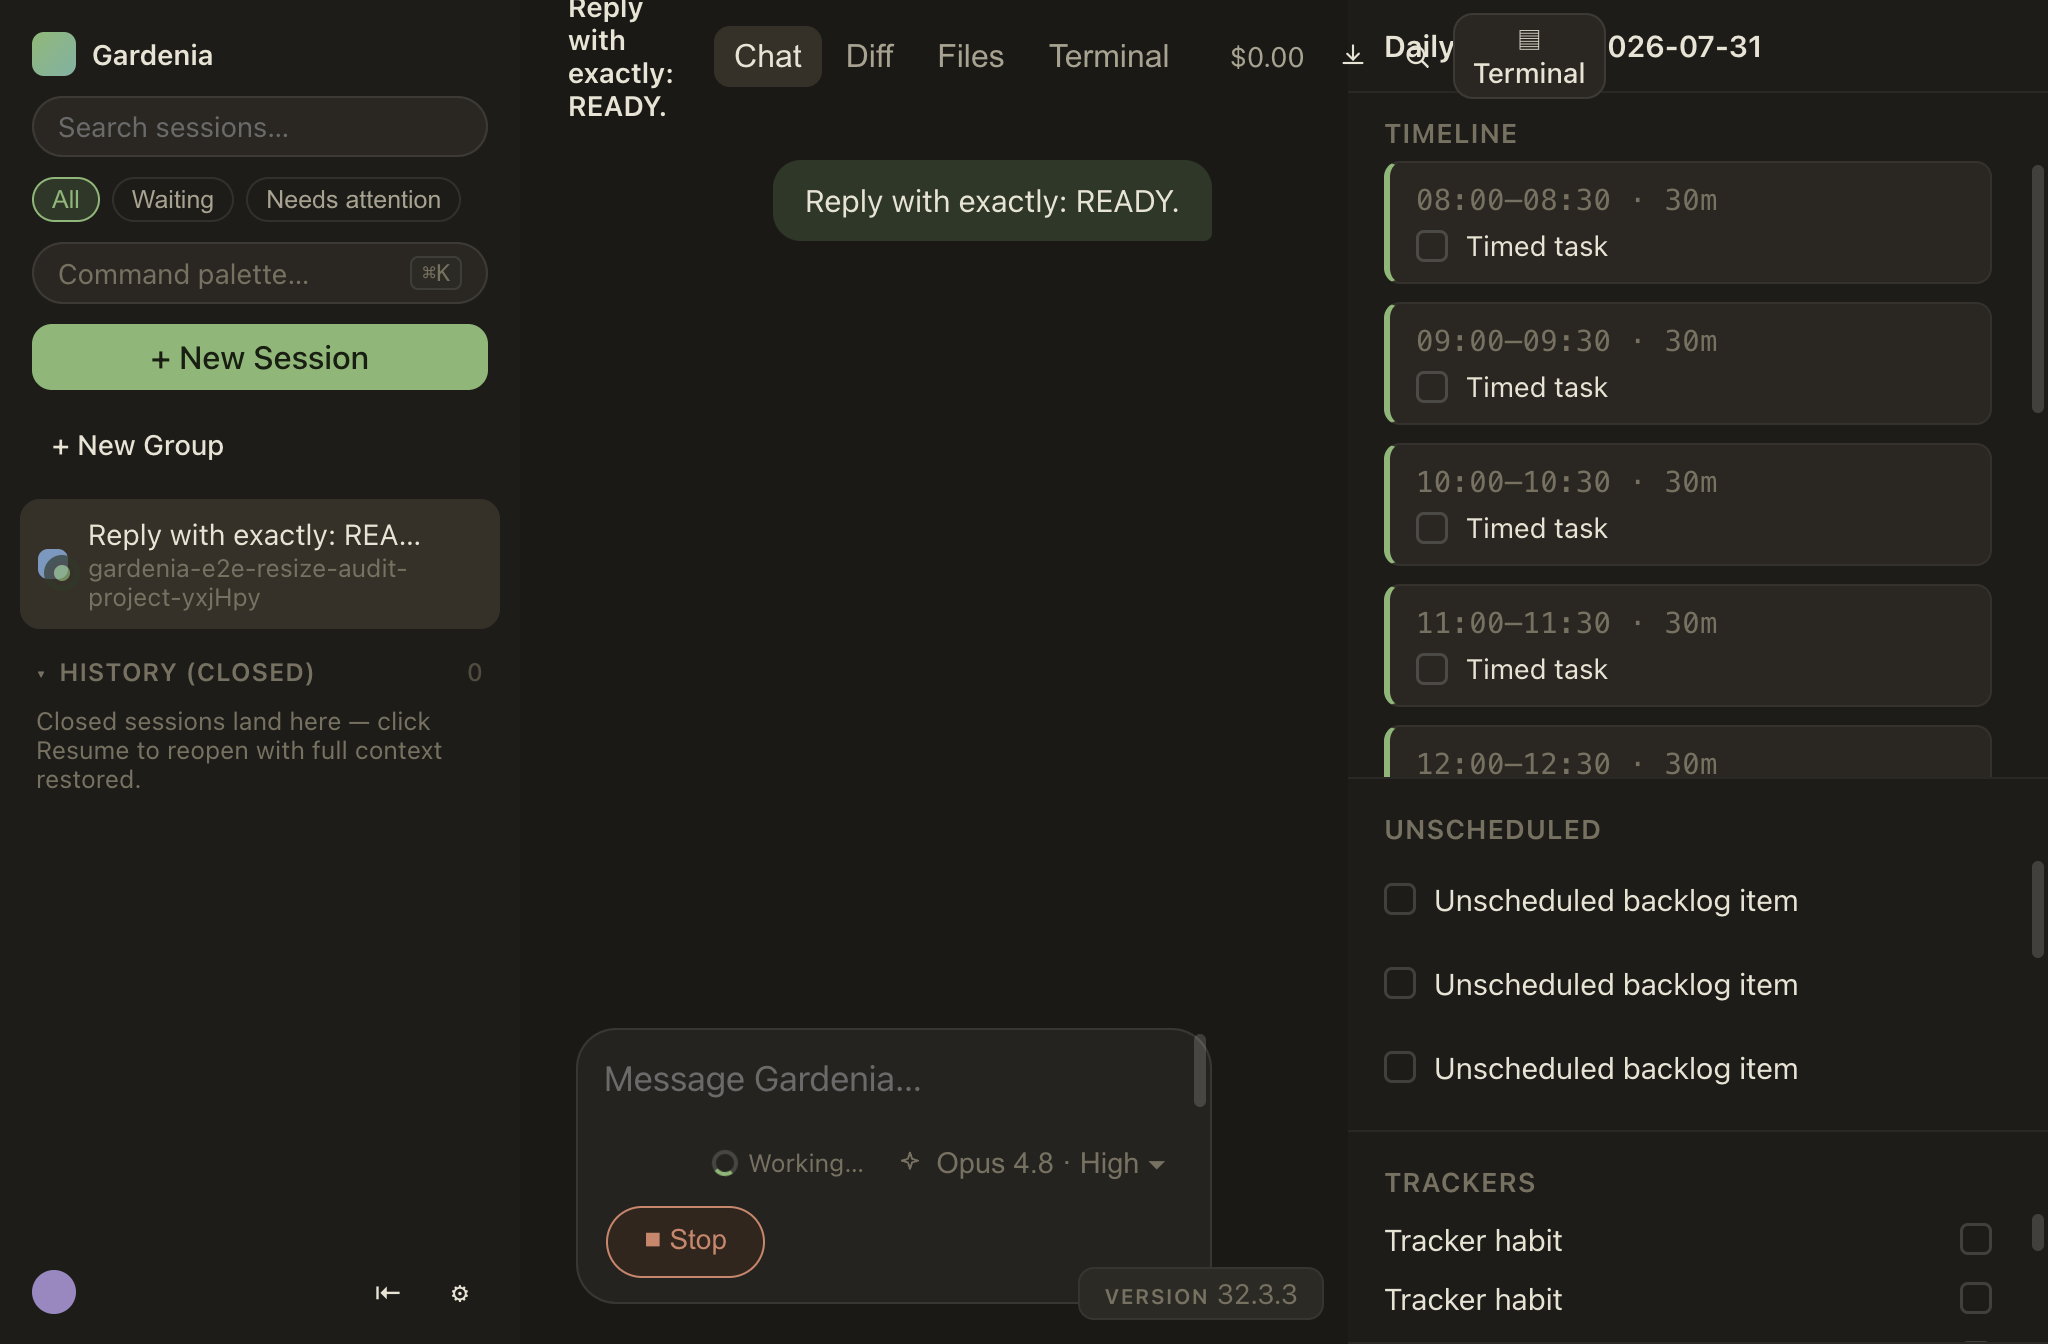 Gardenia
Search sessions...
All
Waiting
Needs attention
Command palette...
⌘K
+ New Session
+ New Group
Reply with exactly: REA...
gardenia-e2e-resize-audit-
project-yxjHpy
▾ HISTORY (CLOSED) 0
Closed sessions land here — click
Resume to reopen with full context
restored.
Reply
with
exactly:
READY.
Chat
Diff
Files
Terminal
$0.00
Reply with exactly: READY.
Message Gardenia...
Working...
Opus 4.8 · High
Stop
VERSION 32.3.3
Daily
Terminal
026-07-31
TIMELINE
08:00–08:30 · 30m
Timed task
09:00–09:30 · 30m
Timed task
10:00–10:30 · 30m
Timed task
11:00–11:30 · 30m
Timed task
12:00–12:30 · 30m
UNSCHEDULED
Unscheduled backlog item
Unscheduled backlog item
Unscheduled backlog item
TRACKERS
Tracker habit
Tracker habit